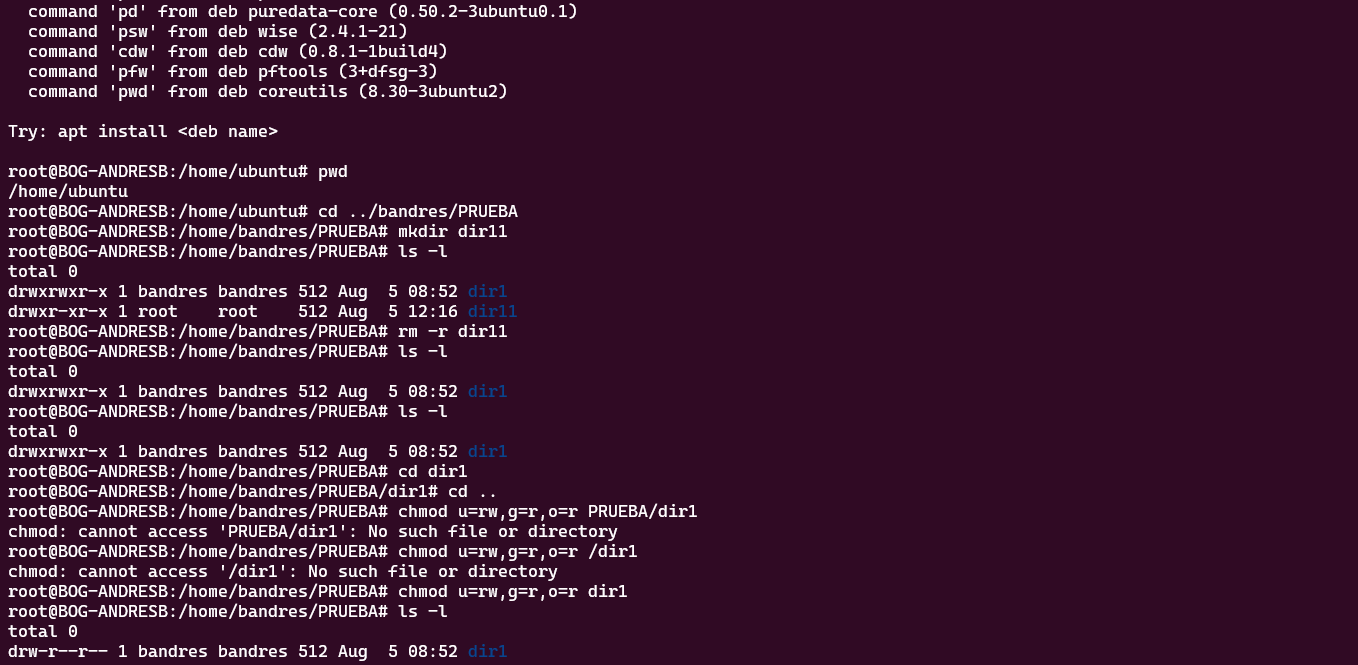 command 'pd' from deb puredata-core (0.50.2-3ubuntu0.1)
command 'psw' from deb wise (2.4.1-21)
command 'cdw' from deb cdw (0.8.1-1build4)
command 'pfw' from deb pftools (3+dfsg-3)
command 'pwd' from deb coreutils (8.30-3ubuntu2)
Try: apt install <deb name>
root@BOG-ANDRESB:/home/ubuntu# pwd
/home/ubuntu
root@BOG-ANDRESB:/home/ubuntu# cd ../bandres/PRUEBA
root@BOG-ANDRESB:/home/bandres/PRUEBA# mkdir dir11
root@BOG-ANDRESB:/home/bandres/PRUEBA# ls -l
total 0
drwxrwxr-x 1 bandres bandres 512 Aug  5 08:52 dir1
drwxr-xr-x 1 root    root    512 Aug  5 12:16 dir11
root@BOG-ANDRESB:/home/bandres/PRUEBA# rm -r dir11
root@BOG-ANDRESB:/home/bandres/PRUEBA# ls -l
total 0
drwxrwxr-x 1 bandres bandres 512 Aug  5 08:52 dir1
root@BOG-ANDRESB:/home/bandres/PRUEBA# ls -l
total 0
drwxrwxr-x 1 bandres bandres 512 Aug  5 08:52 dir1
root@BOG-ANDRESB:/home/bandres/PRUEBA# cd dir1
root@BOG-ANDRESB:/home/bandres/PRUEBA/dir1# cd ..
root@BOG-ANDRESB:/home/bandres/PRUEBA# chmod u=rw,g=r,o=r PRUEBA/dir1
chmod: cannot access 'PRUEBA/dir1': No such file or directory
root@BOG-ANDRESB:/home/bandres/PRUEBA# chmod u=rw,g=r,o=r /dir1
chmod: cannot access '/dir1': No such file or directory
root@BOG-ANDRESB:/home/bandres/PRUEBA# chmod u=rw,g=r,o=r dir1
root@BOG-ANDRESB:/home/bandres/PRUEBA# ls -l
total 0
drw-r--r-- 1 bandres bandres 512 Aug  5 08:52 dir1